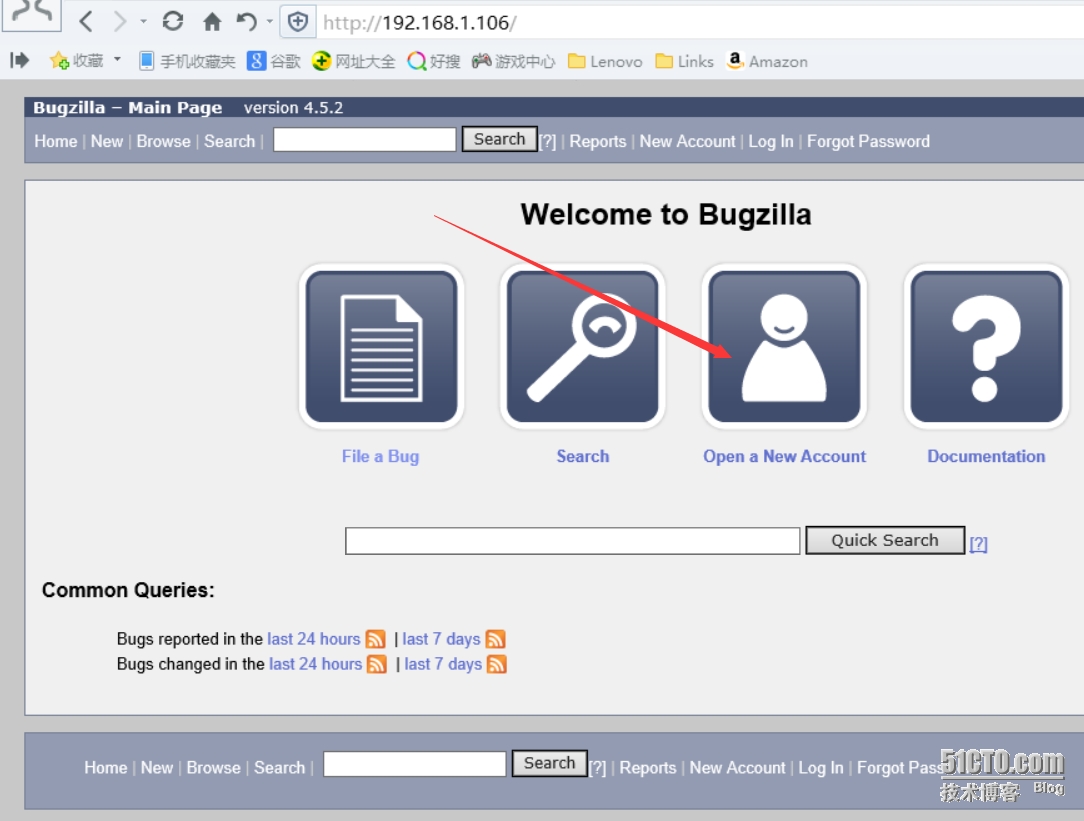 http://192.168.1.106/
收藏 手机收藏夹 谷歌 网址大全 好搜 游戏中心 Lenovo Links Amazon
Bugzilla – Main Page version 4.5.2
Home | New | Browse | Search | Search [?] | Reports | New Account | Log In | Forgot Password
Welcome to Bugzilla
File a Bug Search Open a New Account Documentation
Quick Search [?]
Common Queries:
Bugs reported in the last 24 hours | last 7 days
Bugs changed in the last 24 hours | last 7 days
Home | New | Browse | Search | Search [?] | Reports | New Account | Log In | Forgot Pass
51CTO.com
技术博客 Blog